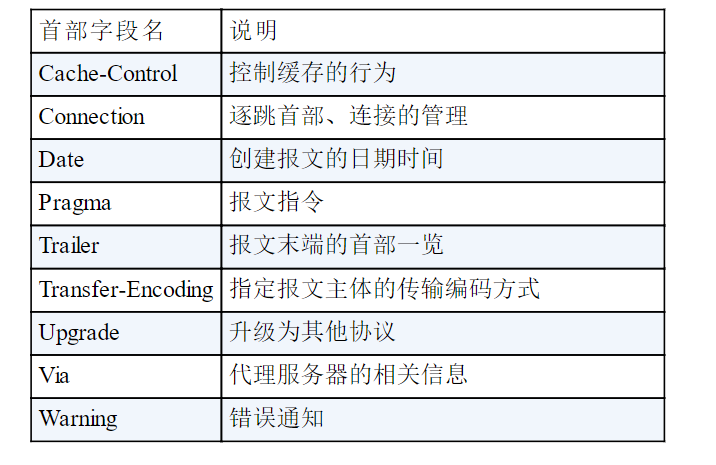 首部字段名 说明
Cache-Control 控制缓存的行为
Connection 逐跳首部、连接的管理
Date 创建报文的日期时间
Pragma 报文指令
Trailer 报文末端的首部一览
Transfer-Encoding 指定报文主体的传输编码方式
Upgrade 升级为其他协议
Via 代理服务器的相关信息
Warning 错误通知